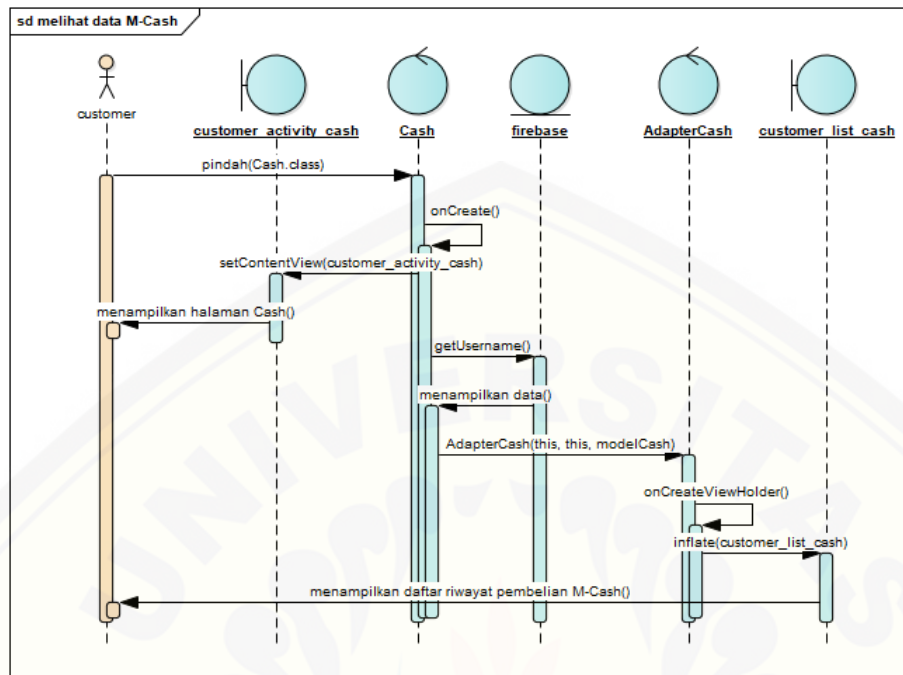 sd melihat data M-Cash
customer
customer_activity_cash
Cash
firebase
AdapterCash
customer_list_cash
pindah(Cash.class)
onCreate()
setContentView(customer_activity_cash)
menampilkan halaman Cash()
getUsername()
menampilkan data()
AdapterCash(this, this, modelCash)
onCreateViewHolder()
inflate(customer_list_cash)
menampilkan daftar riwayat pembelian M-Cash()
UNIVERSITAS